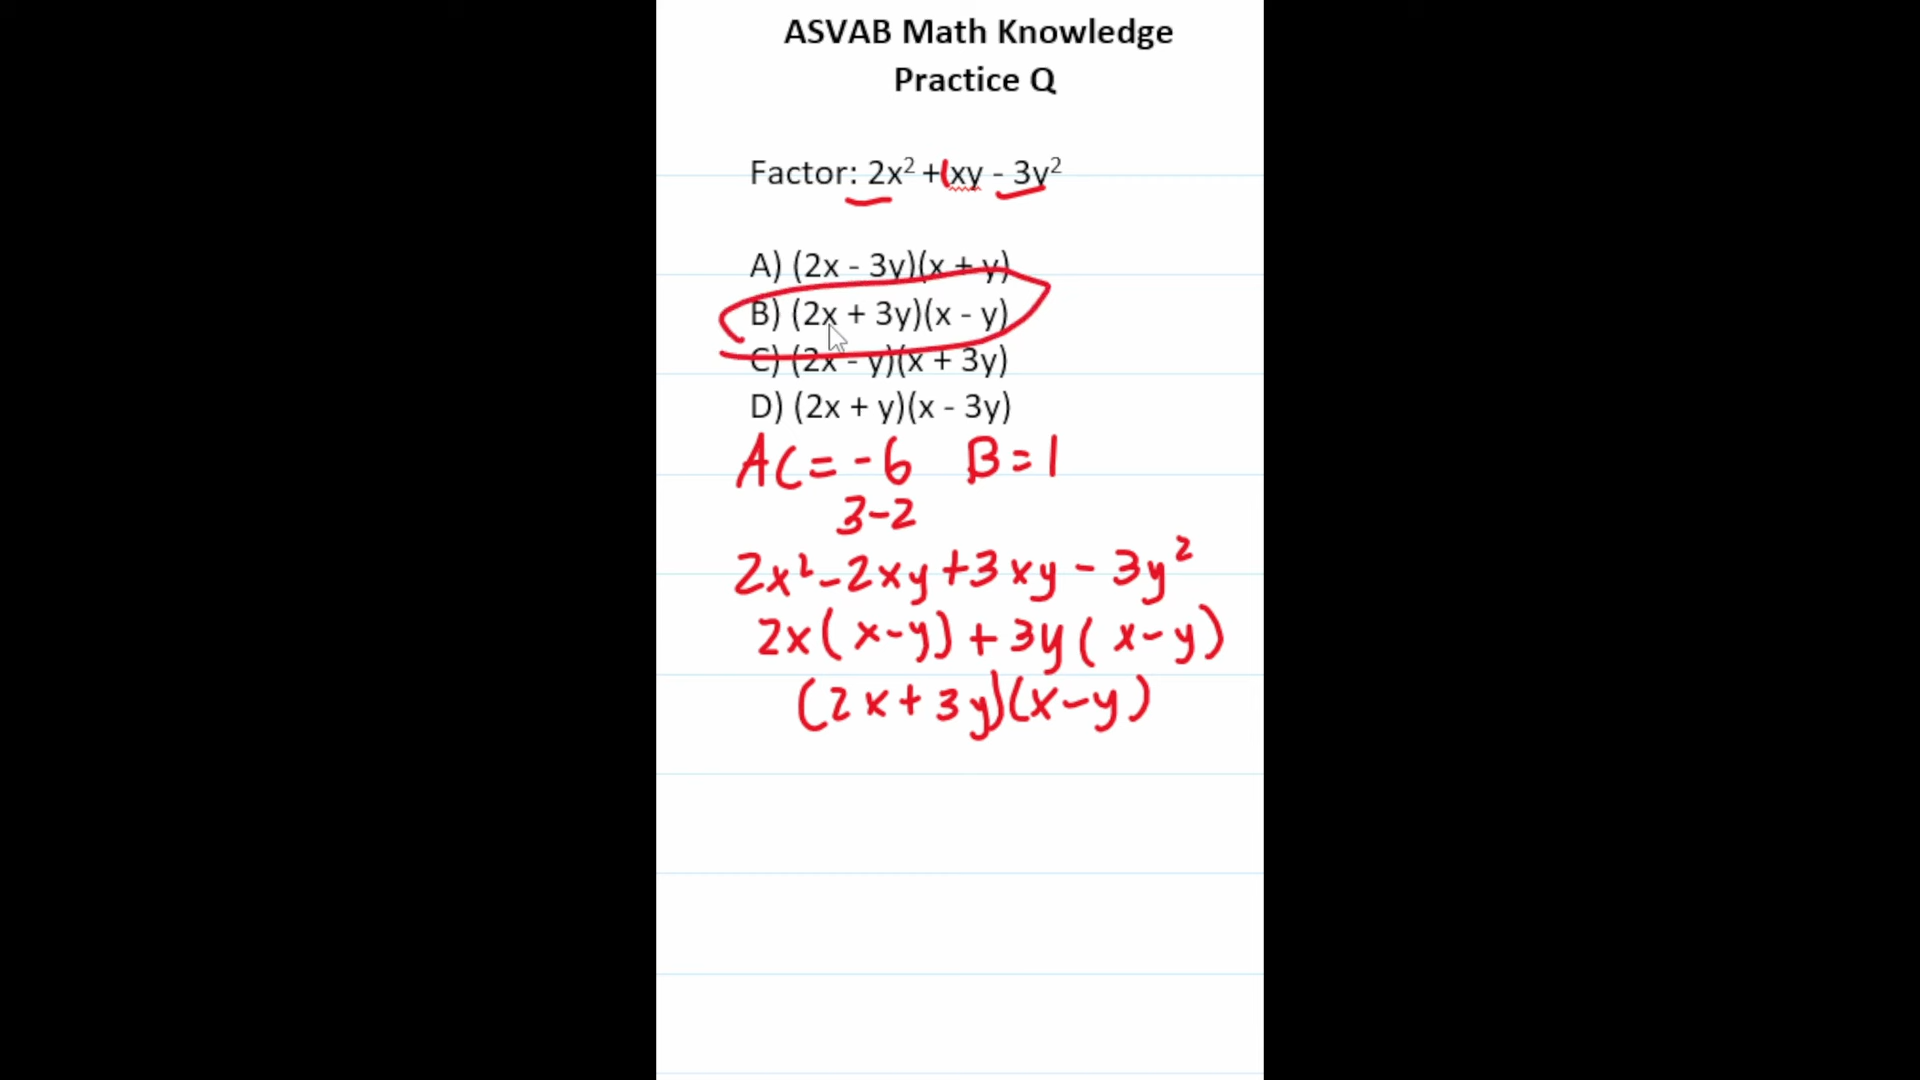 ASVAB Math Knowledge
Practice Q
Factor: 2x² + 1xy - 3y²
A) (2x - 3y)(x + y)
B) (2x + 3y)(x - y)
C) (2x - y)(x + 3y)
D) (2x + y)(x - 3y)
AC = -6 B = 1
3 -2
2x² - 2xy + 3xy - 3y²
2x(x - y) + 3y(x - y)
(2x + 3y)(x - y)